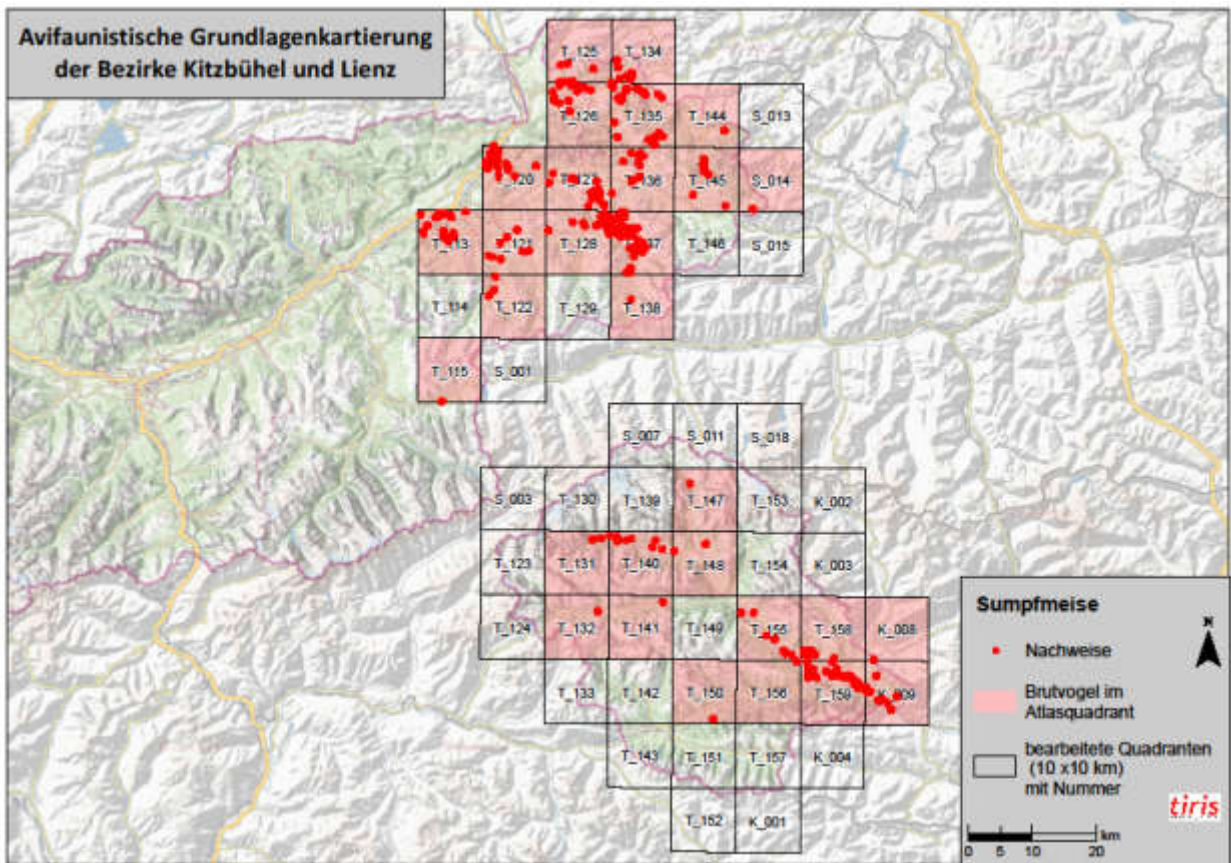 Avifaunistische Grundlagenkartierung
der Bezirke Kitzbühel und Lienz
T_125 T_134
T_126 T_135 T_144 S_013
T_120 T_127 T_136 T_145 S_014
T_113 T_121 T_128 T_137 T_146 S_015
T_114 T_122 T_129 T_138
T_115 S_001
S_007 S_011 S_018
S_003 T_130 T_139 T_147 T_153 K_002
T_123 T_131 T_140 T_148 T_154 K_003
T_124 T_132 T_141 T_149 T_155 T_158 K_008
T_133 T_142 T_150 T_156 T_159 K_009
T_143 T_151 T_157 K_004
T_152 K_001
Sumpfmeise
N
Nachweise
Brutvogel im
Atlasquadrant
bearbeitete Quadranten
(10 x10 km)
mit Nummer
tiris
km
0 5 10 20